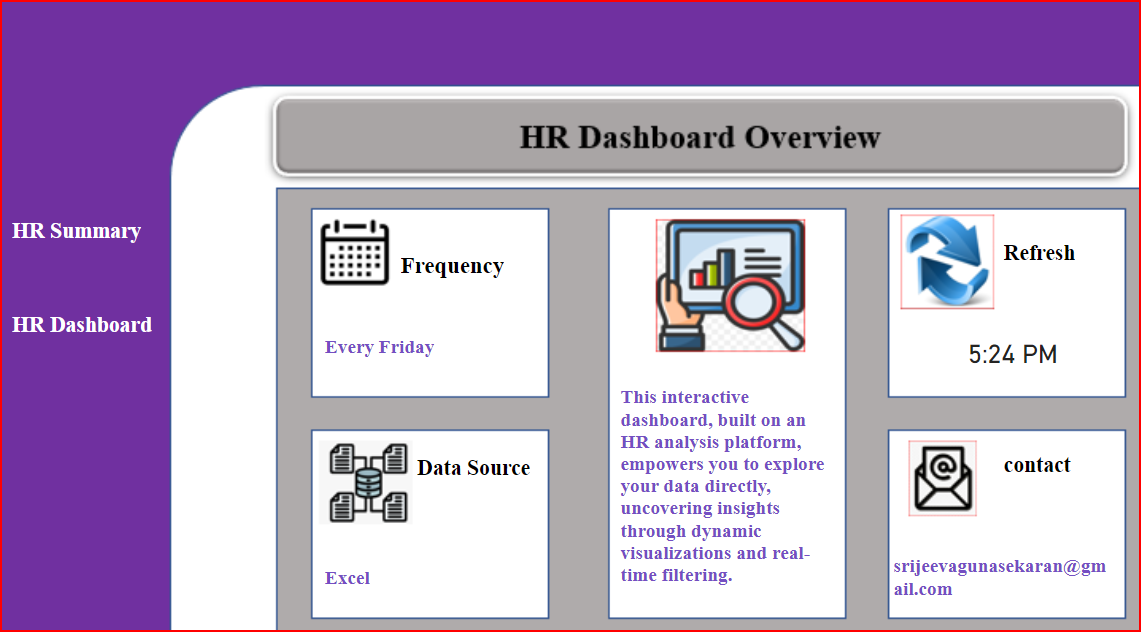 HR Dashboard Overview
HR Summary
HR Dashboard
Frequency
Every Friday
Data Source
Excel
This interactive
dashboard, built on an
HR analysis platform,
empowers you to explore
your data directly,
uncovering insights
through dynamic
visualizations and real-
time filtering.
Refresh
5:24 PM
contact
srijeevagunasekaran@gm
ail.com